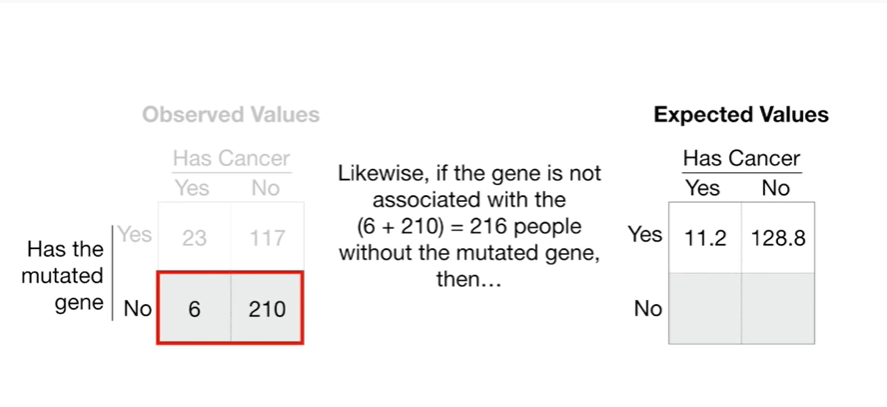 Observed Values
Has Cancer
Yes No
Has the
mutated
gene
Yes 23 117
No 6 210
Likewise, if the gene is not
associated with the
(6 + 210) = 216 people
without the mutated gene,
then…
Expected Values
Has Cancer
Yes No
Yes 11.2 128.8
No